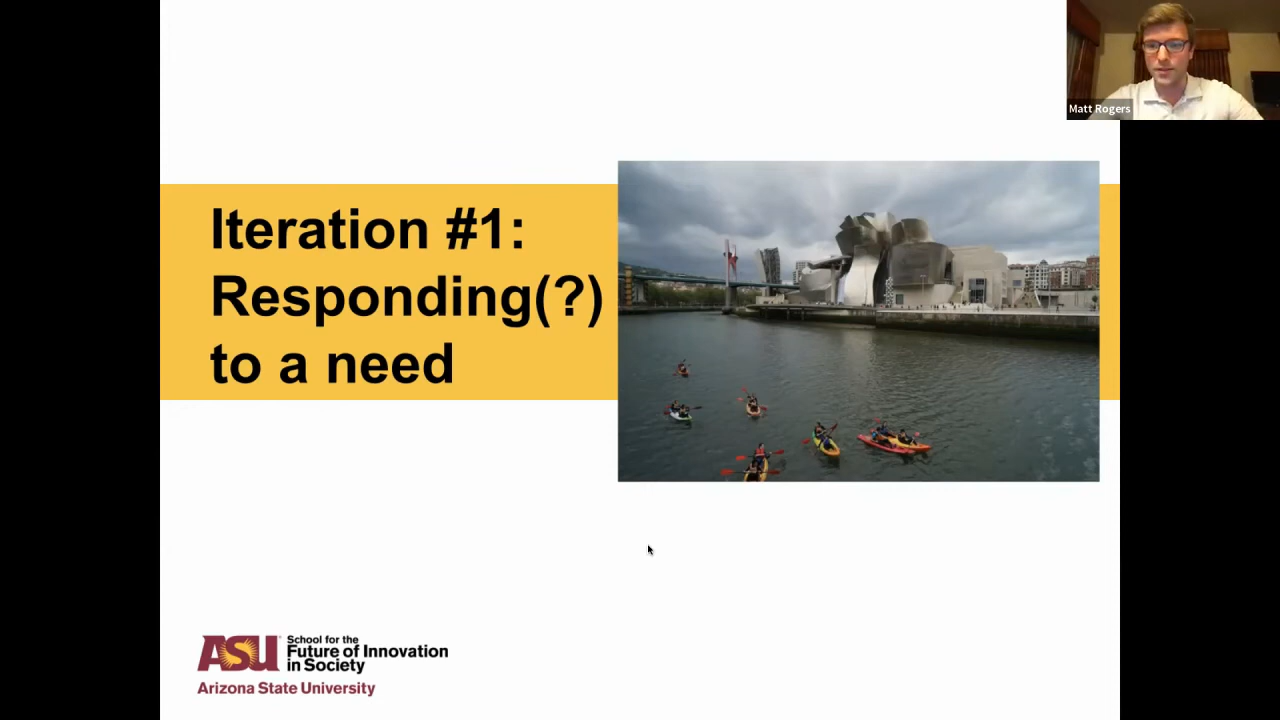 Matt Rogers
Iteration #1:
Responding(?)
to a need
ASU
School for the
Future of Innovation
in Society
Arizona State University